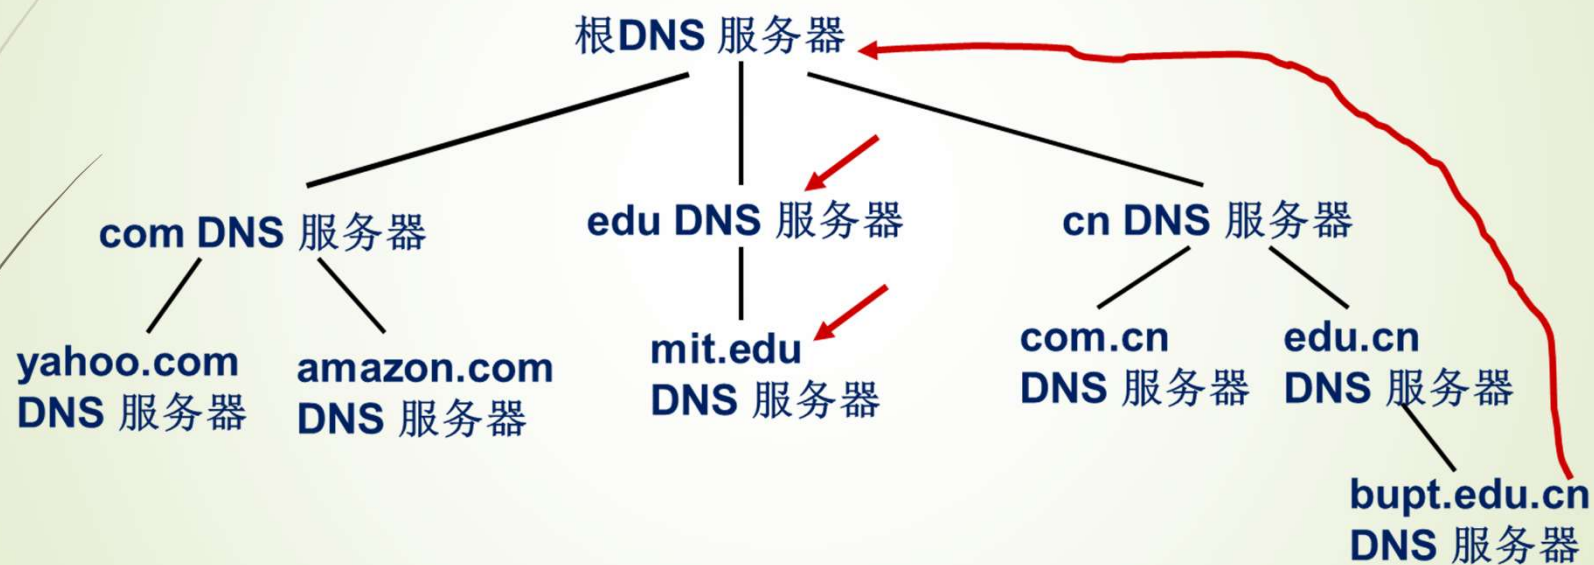 根DNS 服务器
com DNS 服务器
edu DNS 服务器
cn DNS 服务器
yahoo.com
DNS 服务器
amazon.com
DNS 服务器
mit.edu
DNS 服务器
com.cn
DNS 服务器
edu.cn
DNS 服务器
bupt.edu.cn
DNS 服务器